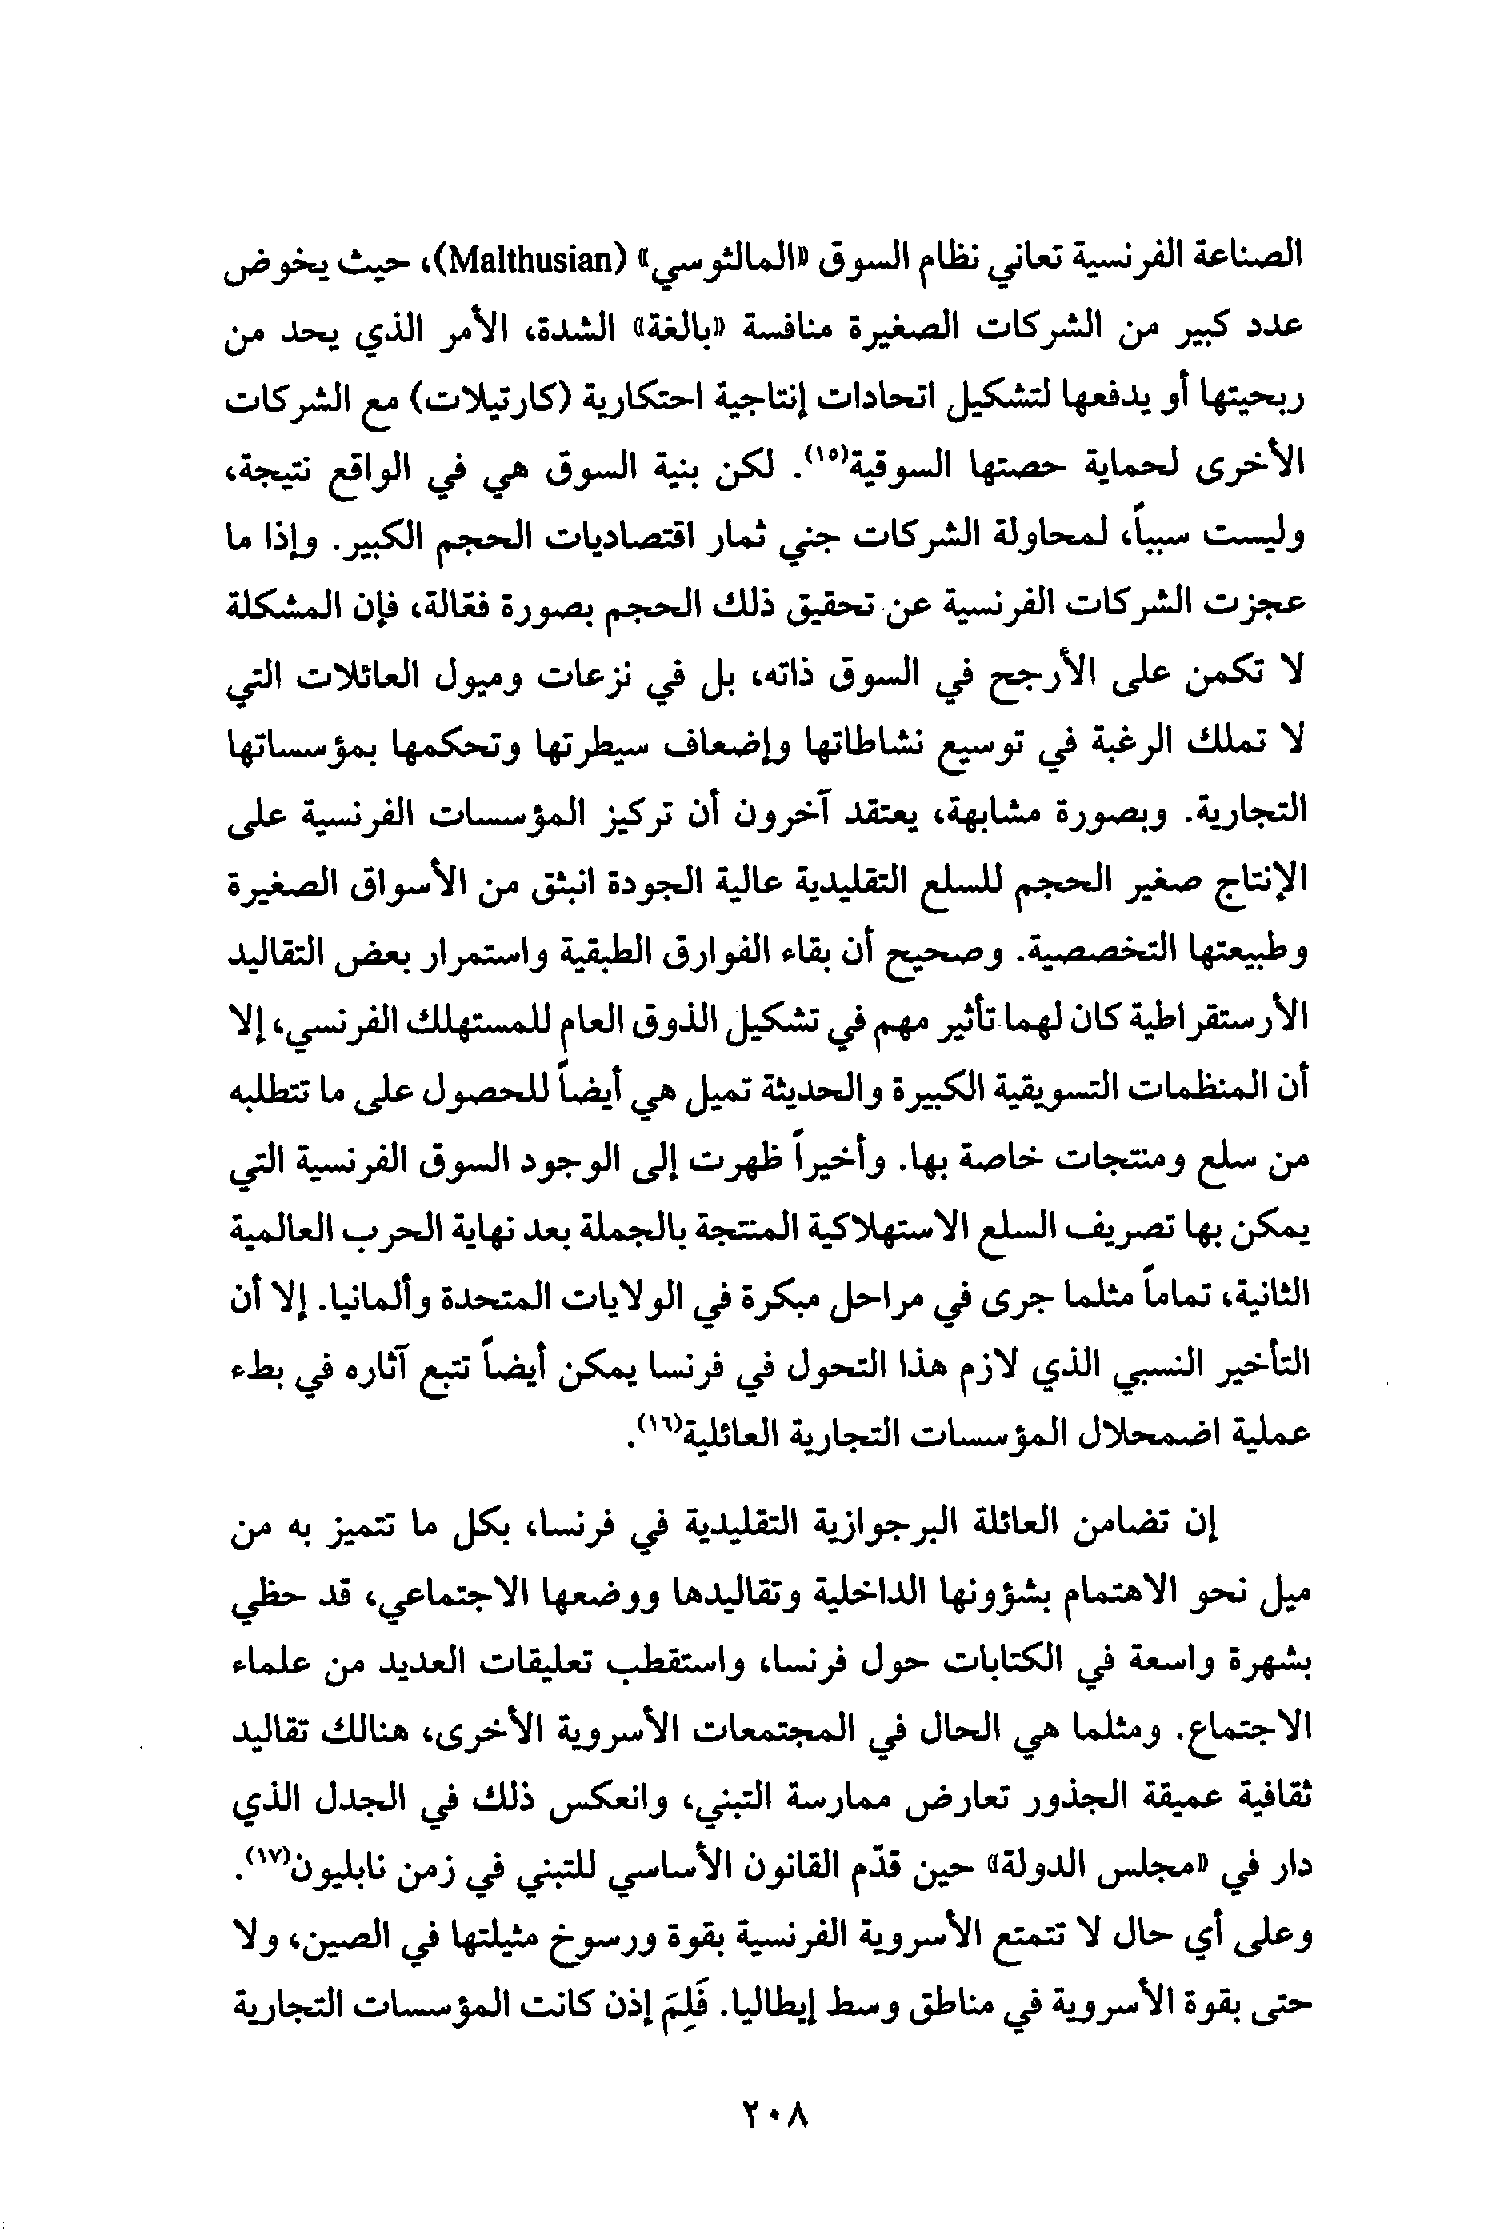 الصناعة الفرنسية تعاني نظام السوق «المالثوسي» (Malthusian)، حيث يخوض
عدد كبير من الشركات الصغيرة منافسة «بالغة» الشدة، الأمر الذي يحد من
ربحيتها أو يدفعها لتشكيل اتحادات إنتاجية احتكارية (كارتيلات) مع الشركات
الأخرى لحماية حصتها السوقية(١٥). لكن بنية السوق هي في الواقع نتيجة،
وليست سبباً، لمحاولة الشركات جني ثمار اقتصاديات الحجم الكبير. وإذا ما
عجزت الشركات الفرنسية عن تحقيق ذلك الحجم بصورة فعّالة، فإن المشكلة
لا تكمن على الأرجح في السوق ذاته، بل في نزعات وميول العائلات التي
لا تملك الرغبة في توسيع نشاطاتها وإضعاف سيطرتها وتحكمها بمؤسساتها
التجارية. وبصورة مشابهة، يعتقد آخرون أن تركيز المؤسسات الفرنسية على
الإنتاج صغير الحجم للسلع التقليدية عالية الجودة انبثق من الأسواق الصغيرة
وطبيعتها التخصصية. وصحيح أن بقاء الفوارق الطبقية واستمرار بعض التقاليد
الأرستقراطية كان لهما تأثير مهم في تشكيل الذوق العام للمستهلك الفرنسي، إلا
أن المنظمات التسويقية الكبيرة والحديثة تميل هي أيضاً للحصول على ما تتطلبه
من سلع ومنتجات خاصة بها. وأخيراً ظهرت إلى الوجود السوق الفرنسية التي
يمكن بها تصريف السلع الاستهلاكية المنتجة بالجملة بعد نهاية الحرب العالمية
الثانية، تماماً مثلما جرى في مراحل مبكرة في الولايات المتحدة وألمانيا. إلا أن
التأخير النسبي الذي لازم هذا التحول في فرنسا يمكن أيضاً تتبع آثاره في بطء
عملية اضمحلال المؤسسات التجارية العائلية(١٦).
إن تضامن العائلة البرجوازية التقليدية في فرنسا، بكل ما تتميز به من
ميل نحو الاهتمام بشؤونها الداخلية وتقاليدها ووضعها الاجتماعي، قد حظي
بشهرة واسعة في الكتابات حول فرنسا، واستقطب تعليقات العديد من علماء
الاجتماع. ومثلما هي الحال في المجتمعات الأسروية الأخرى، هنالك تقاليد
ثقافية عميقة الجذور تعارض ممارسة التبني، وانعكس ذلك في الجدل الذي
دار في «مجلس الدولة» حين قدّم القانون الأساسي للتبني في زمن نابليون(١٧).
وعلى أي حال لا تتمتع الأسروية الفرنسية بقوة ورسوخ مثيلتها في الصين، ولا
حتى بقوة الأسروية في مناطق وسط إيطاليا. فَلِمَ إذن كانت المؤسسات التجارية
٢٠٨